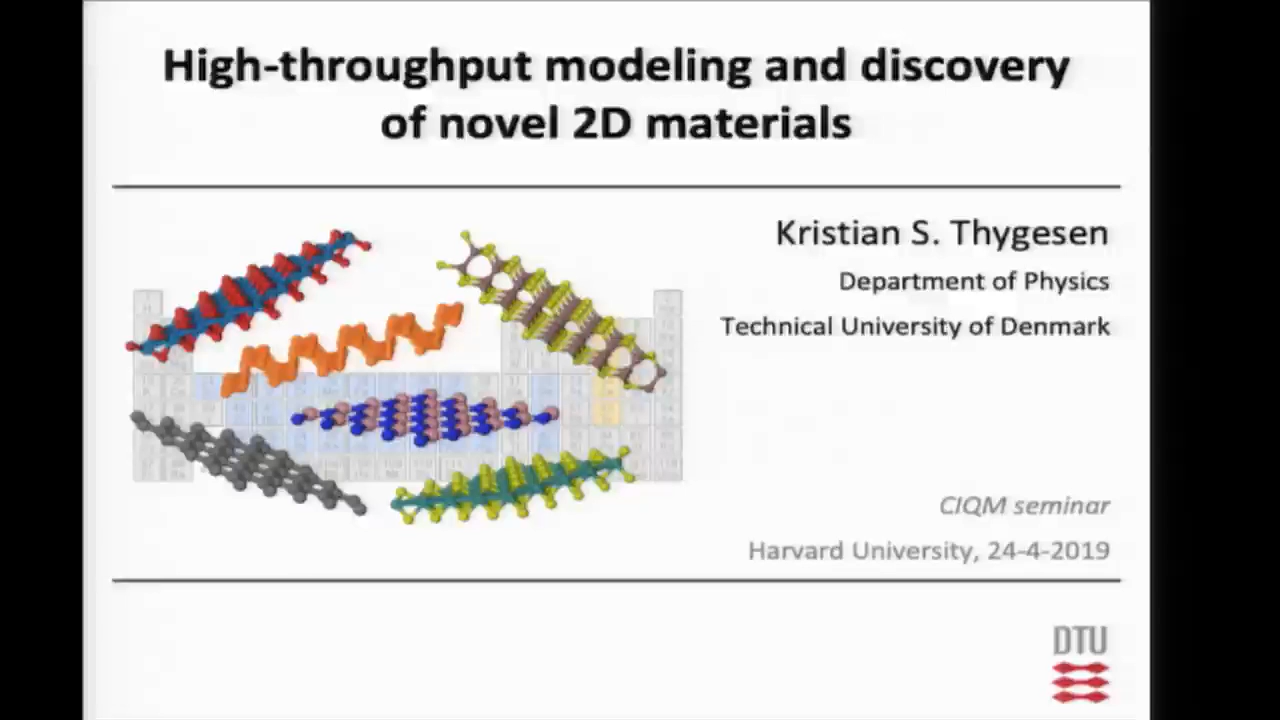 High-throughput modeling and discovery
of novel 2D materials
Kristian S. Thygesen
Department of Physics
Technical University of Denmark
CIQM seminar
Harvard University, 24-4-2019
DTU